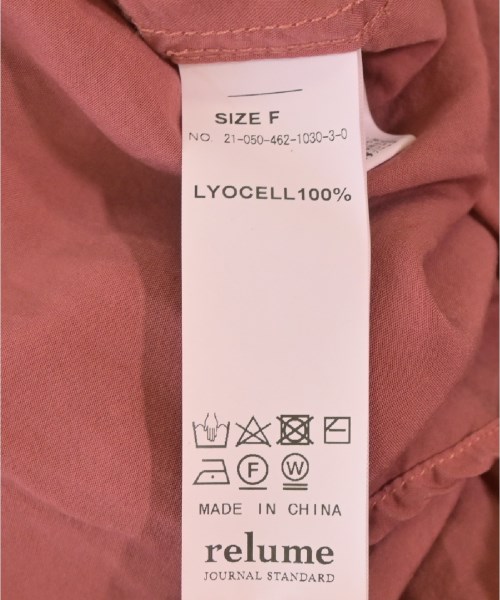 SIZE F
NO. 21-050-462-1030-3-0
LYOCELL100%
F W
MADE IN CHINA
relume
JOURNAL STANDARD